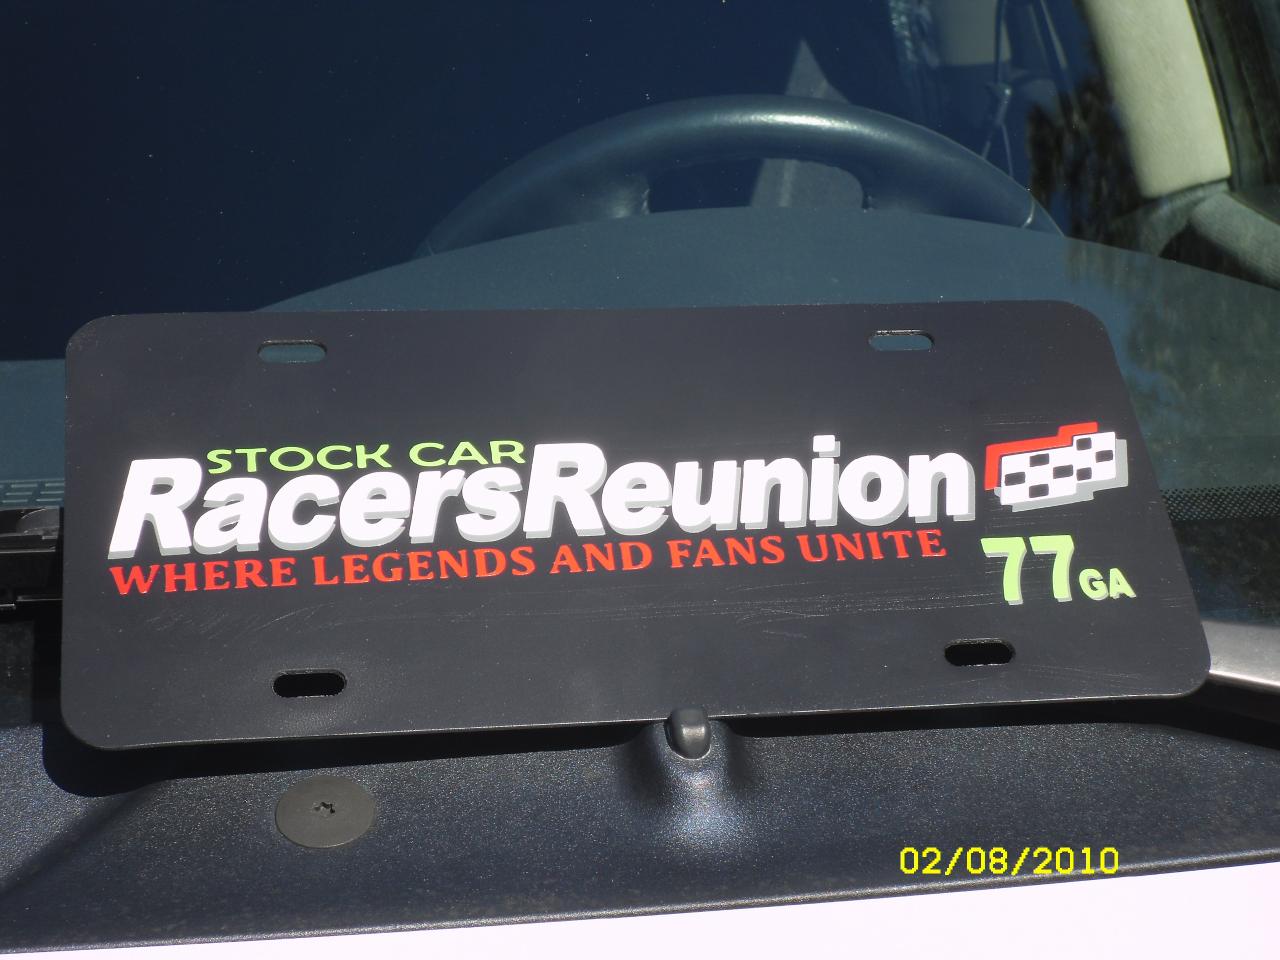 STOCK CAR
RacersReunion
WHERE LEGENDS AND FANS UNITE
77GA
02/08/2010